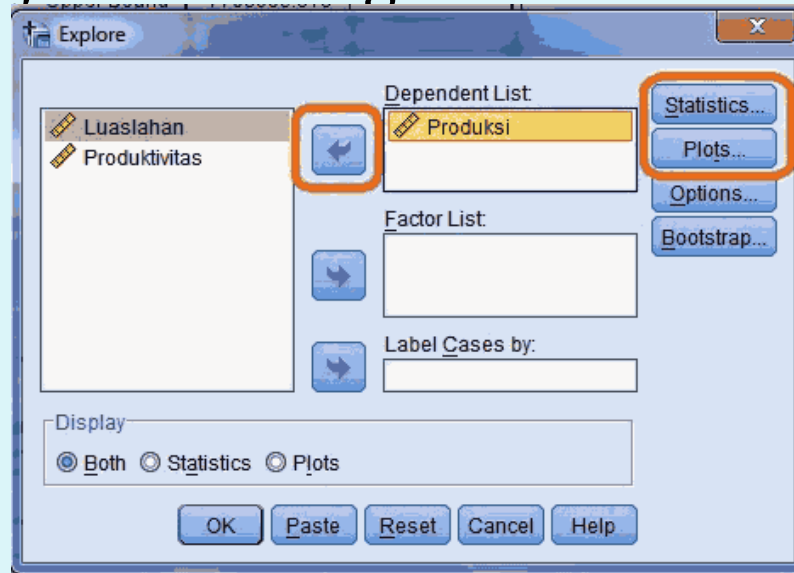 Explore
Dependent List:
Luaslahan
Produktivitas
Produksi
Statistics...
Plots...
Options...
Bootstrap...
Factor List:
Label Cases by:
Display
Both Statistics Plots
OK Paste Reset Cancel Help